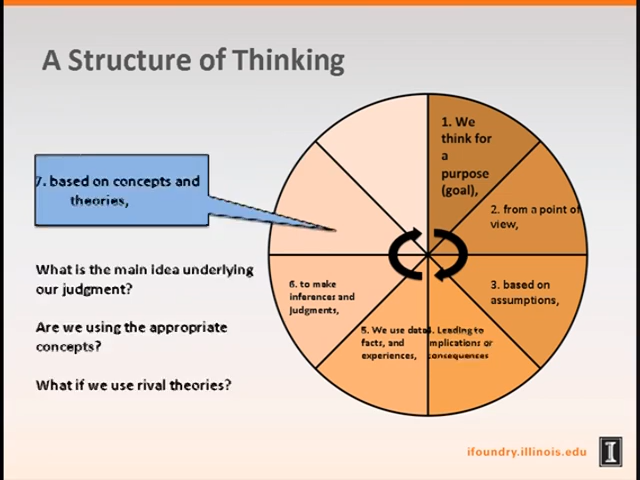 A Structure of Thinking
7. based on concepts and
theories,
What is the main idea underlying
our judgment?
Are we using the appropriate
concepts?
What if we use rival theories?
1. We
think for
a
purpose
(goal),
2. from a point of
view,
3. based on
assumptions,
4. Leading to
implications or
consequences
5. We use data
facts, and
experiences,
6. to make
inferences and
judgments,
ifoundry.illinois.edu
I